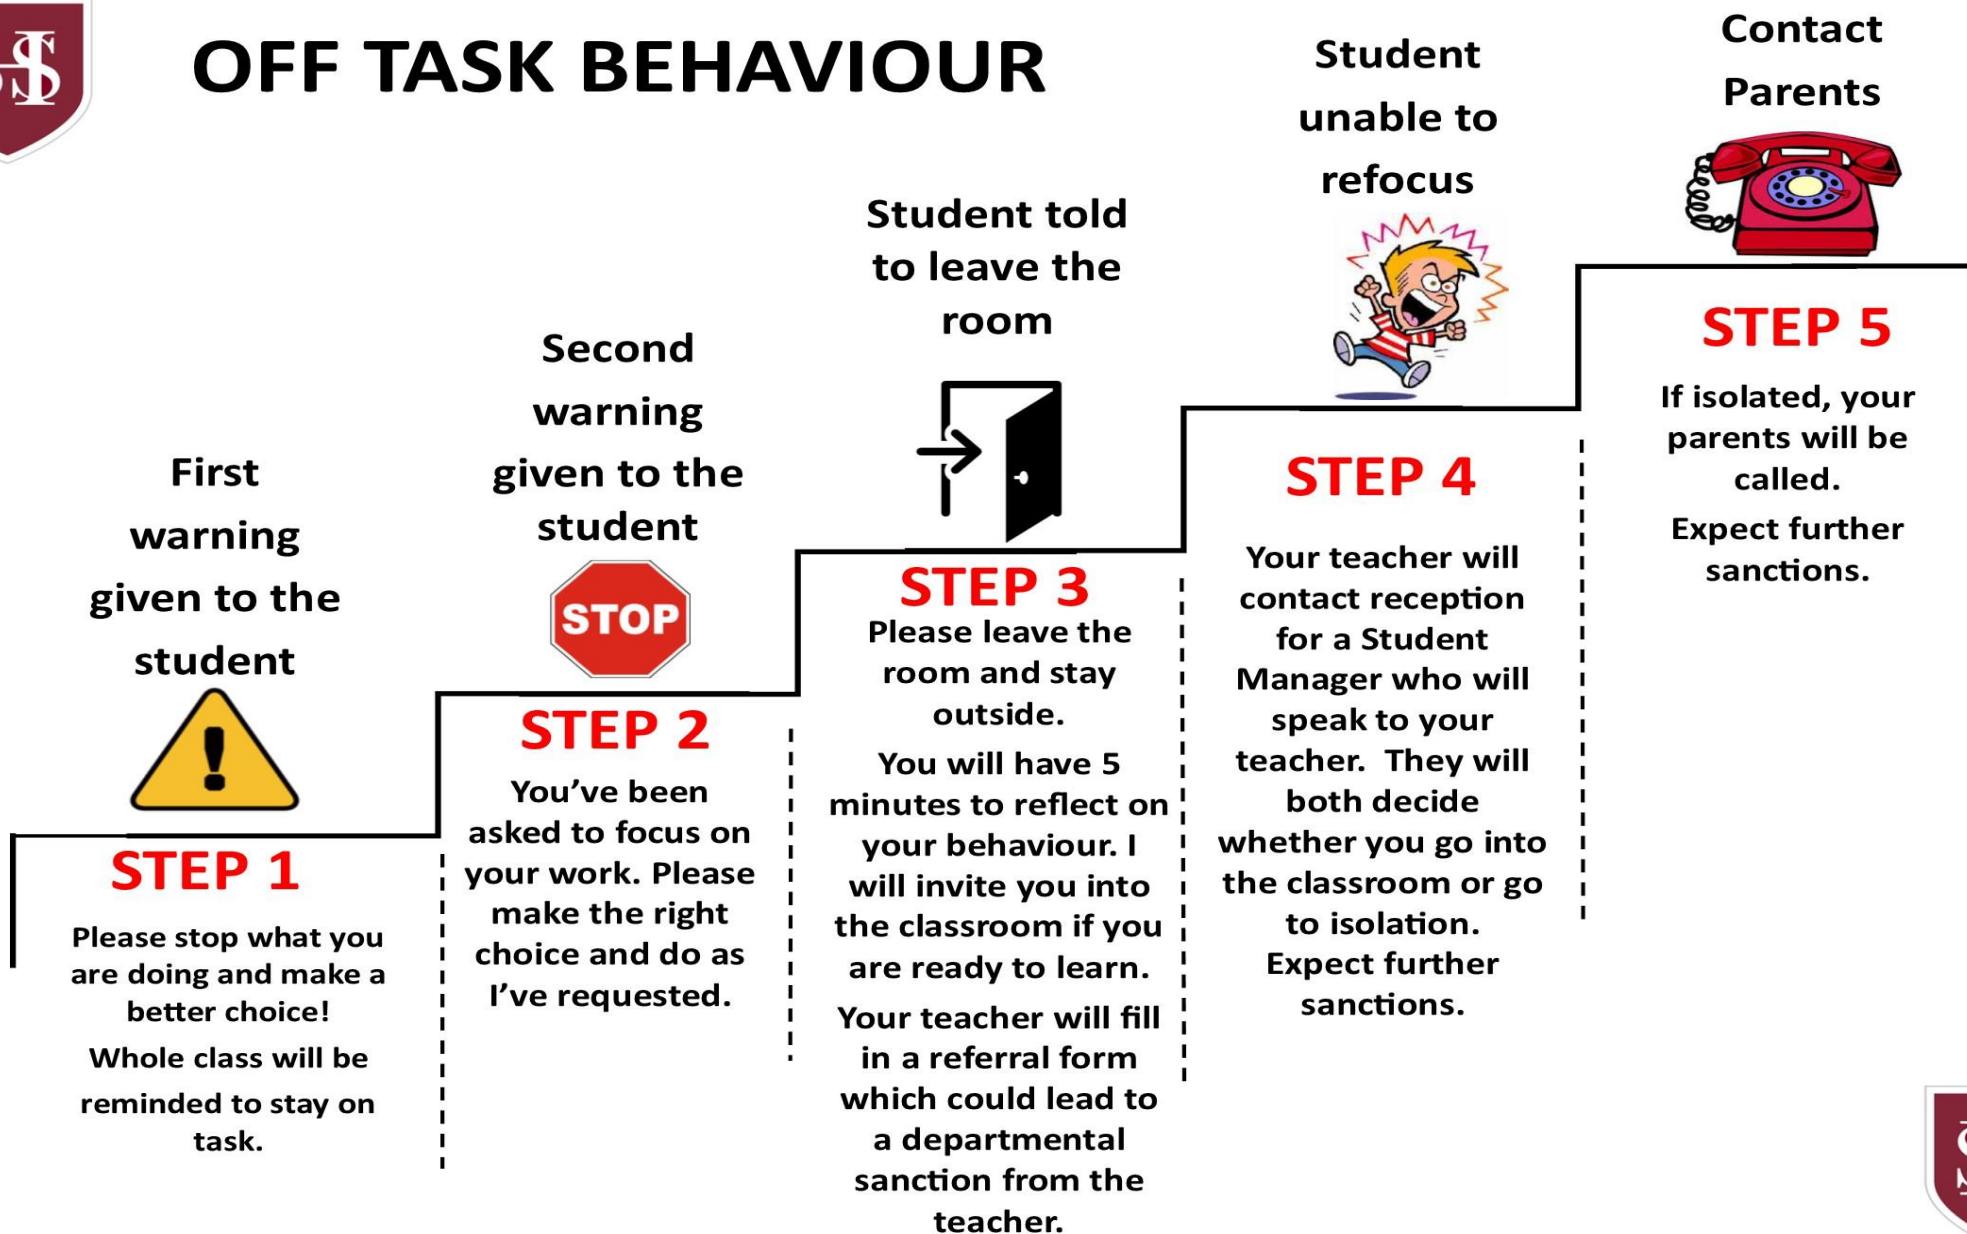 OFF TASK BEHAVIOUR
First
warning
given to the
student
STEP 1
Please stop what you
are doing and make a
better choice!
Whole class will be
reminded to stay on
task.
Second
warning
given to the
student
STOP
STEP 2
You’ve been
asked to focus on
your work. Please
make the right
choice and do as
I’ve requested.
Student told
to leave the
room
STEP 3
Please leave the
room and stay
outside.
You will have 5
minutes to reflect on
your behaviour. I
will invite you into
the classroom if you
are ready to learn.
Your teacher will fill
in a referral form
which could lead to
a departmental
sanction from the
teacher.
Student
unable to
refocus
STEP 4
Your teacher will
contact reception
for a Student
Manager who will
speak to your
teacher.  They will
both decide
whether you go into
the classroom or go
to isolation.
Expect further
sanctions.
Contact
Parents
STEP 5
If isolated, your
parents will be
called.
Expect further
sanctions.